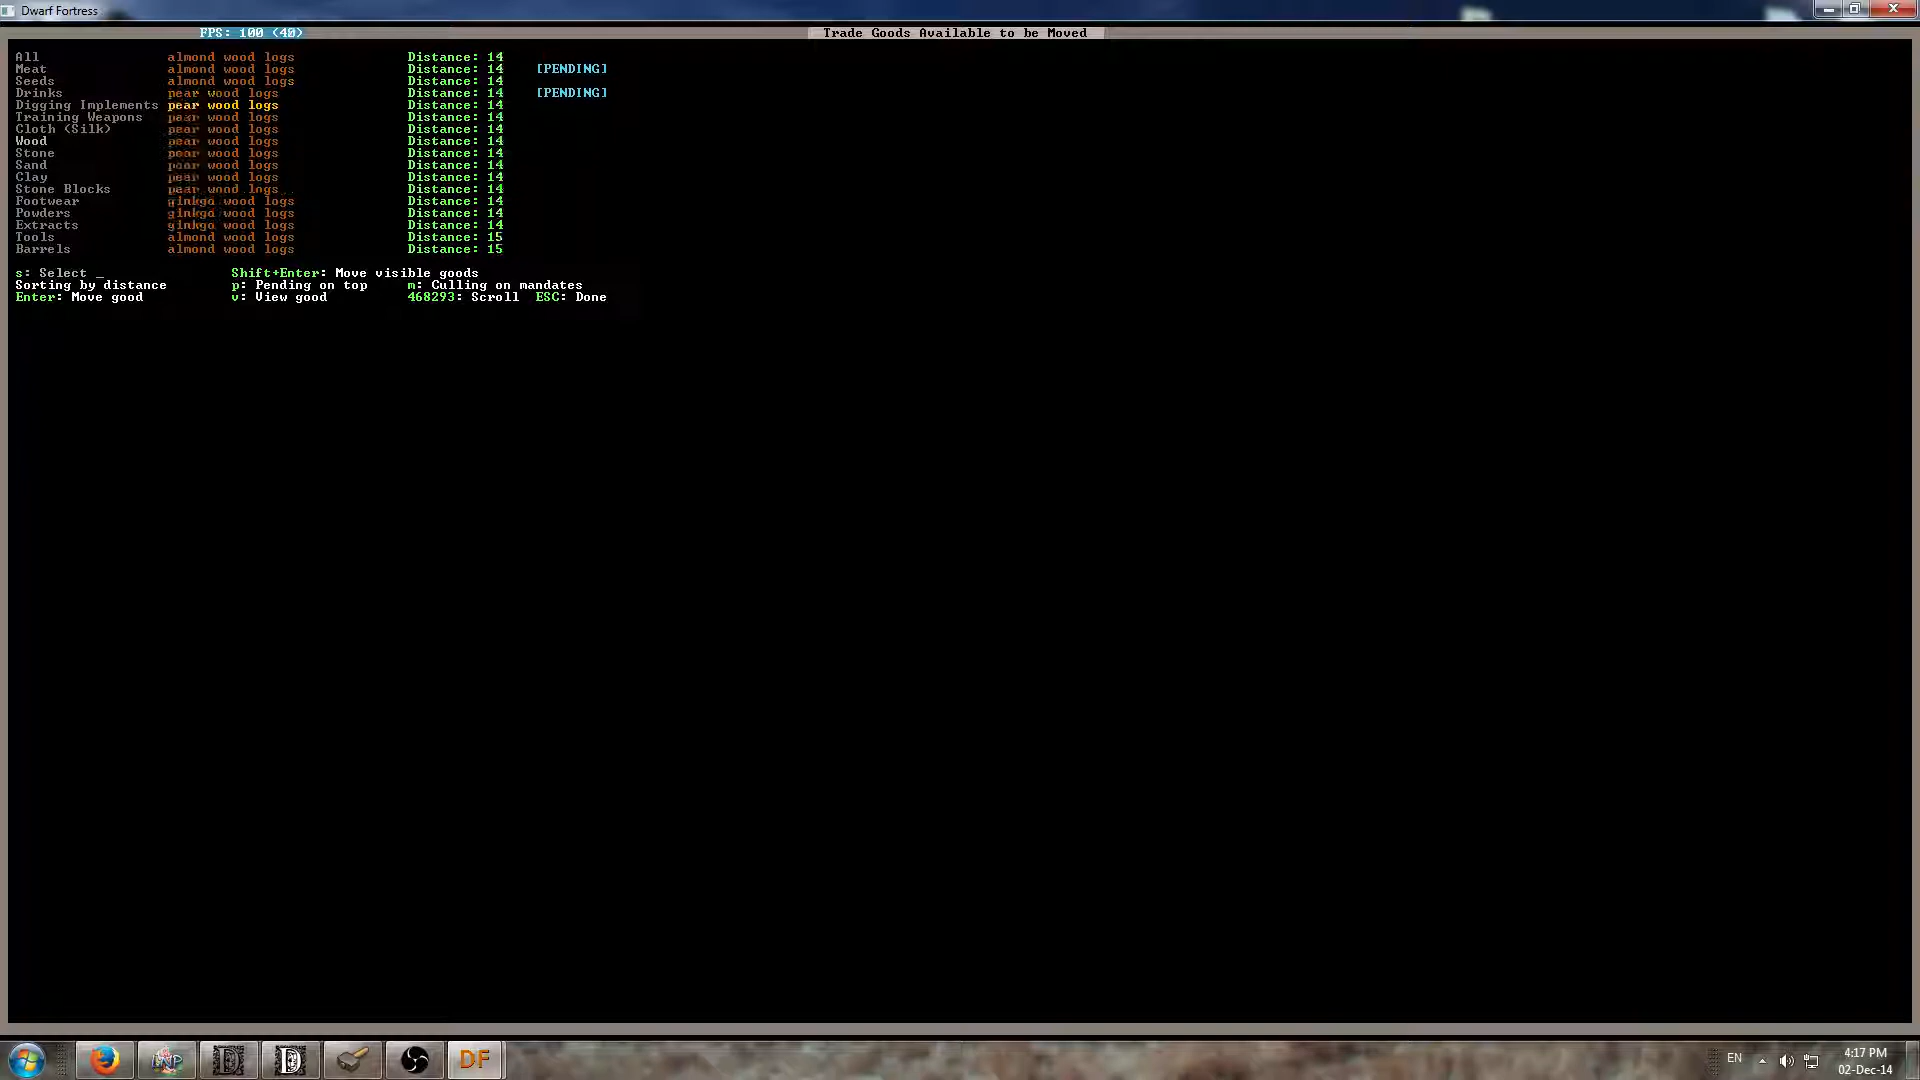 Dwarf Fortress
FPS: 100 (40)
Trade Goods Available to be Moved
All almond wood logs Distance: 14
Meat almond wood logs Distance: 14 [PENDING]
Seeds almond wood logs Distance: 14
Drinks pear wood logs Distance: 14 [PENDING]
Digging Implements pear wood logs Distance: 14
Training Weapons pear wood logs Distance: 14
Cloth (Silk) pear wood logs Distance: 14
Wood pear wood logs Distance: 14
Stone pear wood logs Distance: 14
Sand pear wood logs Distance: 14
Clay pear wood logs Distance: 14
Stone Blocks pear wood logs Distance: 14
Footwear ginkgo wood logs Distance: 14
Powders ginkgo wood logs Distance: 14
Extracts ginkgo wood logs Distance: 14
Tools almond wood logs Distance: 15
Barrels almond wood logs Distance: 15
s: Select _ Shift+Enter: Move visible goods
Sorting by distance p: Pending on top m: Culling on mandates
Enter: Move good v: View good 468293: Scroll ESC: Done
LNP
D
D
DF
EN
4:17 PM
02-Dec-14